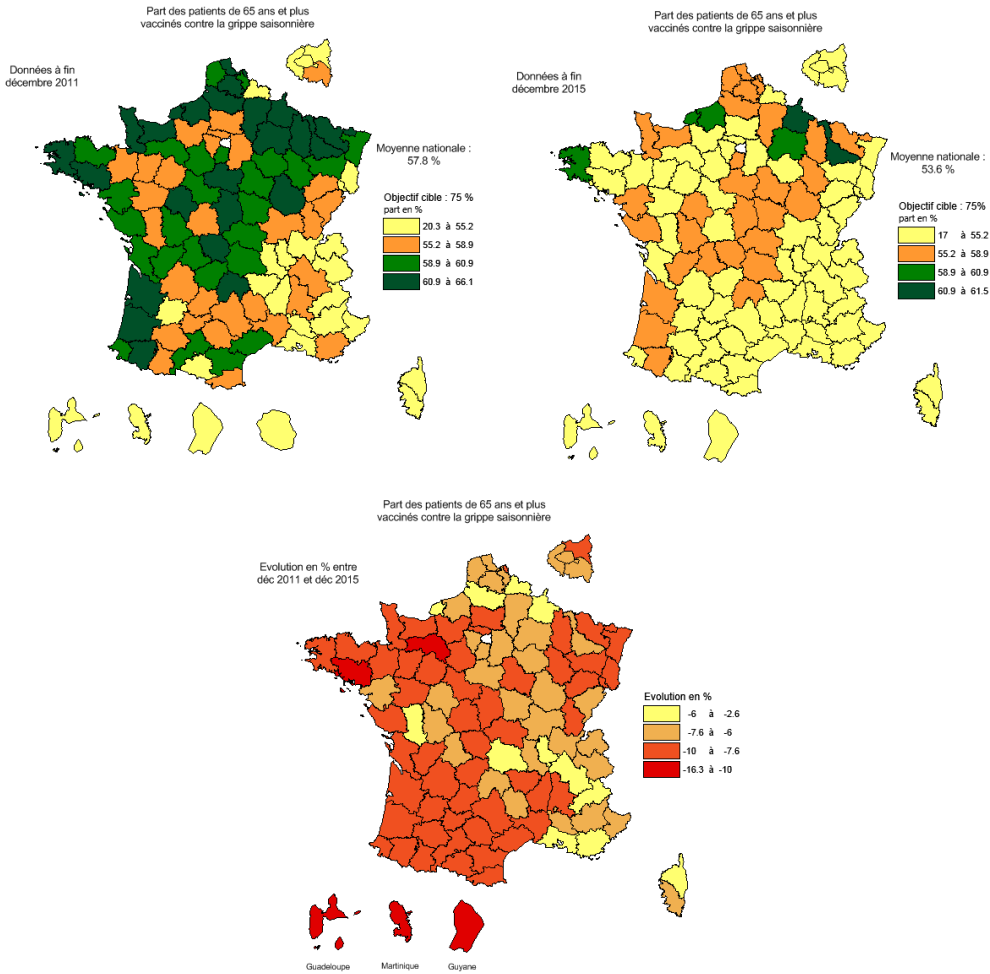 Part des patients de 65 ans et plus
vaccinés contre la grippe saisonnière
Données à fin
décembre 2011
Moyenne nationale :
57.8 %
Objectif cible : 75 %
part en %
20.3 à 55.2
55.2 à 58.9
58.9 à 60.9
60.9 à 66.1
Part des patients de 65 ans et plus
vaccinés contre la grippe saisonnière
Données à fin
décembre 2015
Moyenne nationale :
53.6 %
Objectif cible : 75%
part en %
17 à 55.2
55.2 à 58.9
58.9 à 60.9
60.9 à 61.5
Part des patients de 65 ans et plus
vaccinés contre la grippe saisonnière
Evolution en % entre
déc 2011 et déc 2015
Evolution en %
-6 à -2.6
-7.6 à -6
-10 à -7.6
-16.3 à -10
Guadeloupe Martinique Guyane